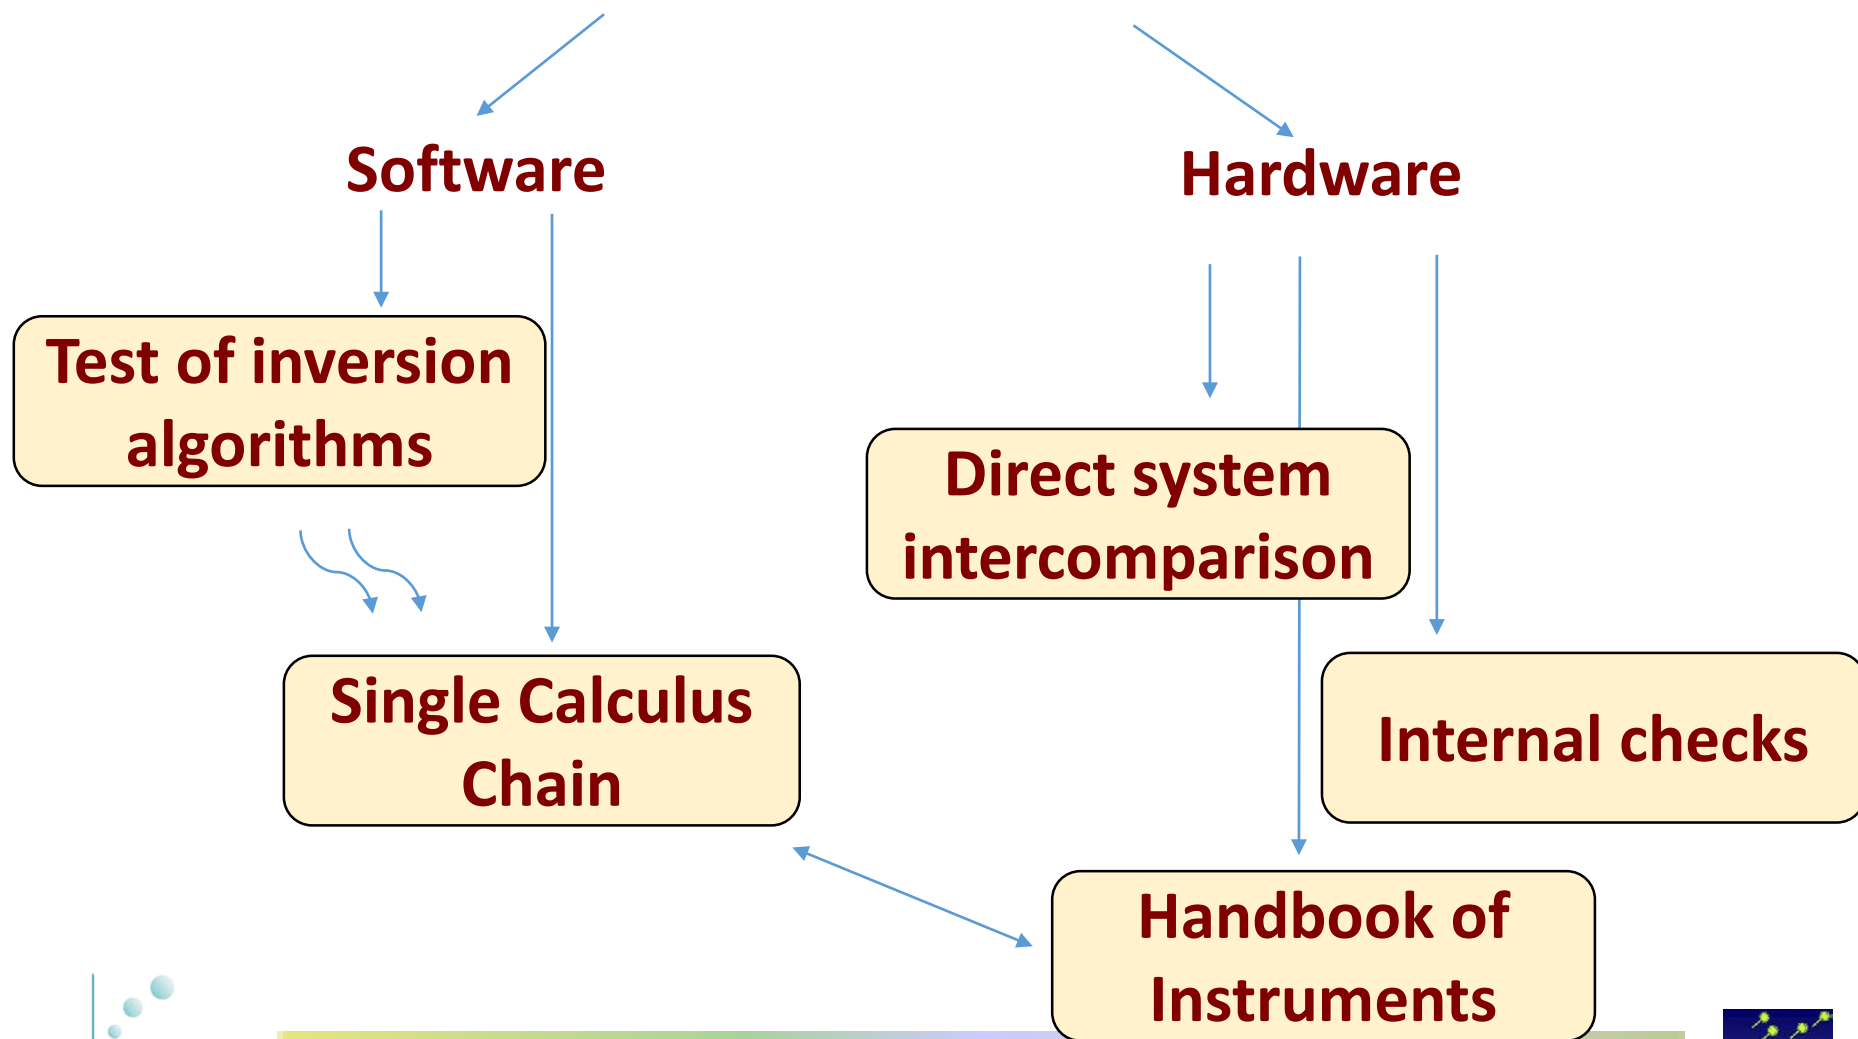 Software
Hardware
Test of inversion
algorithms
Direct system
intercomparison
Single Calculus
Chain
Internal checks
Handbook of
Instruments